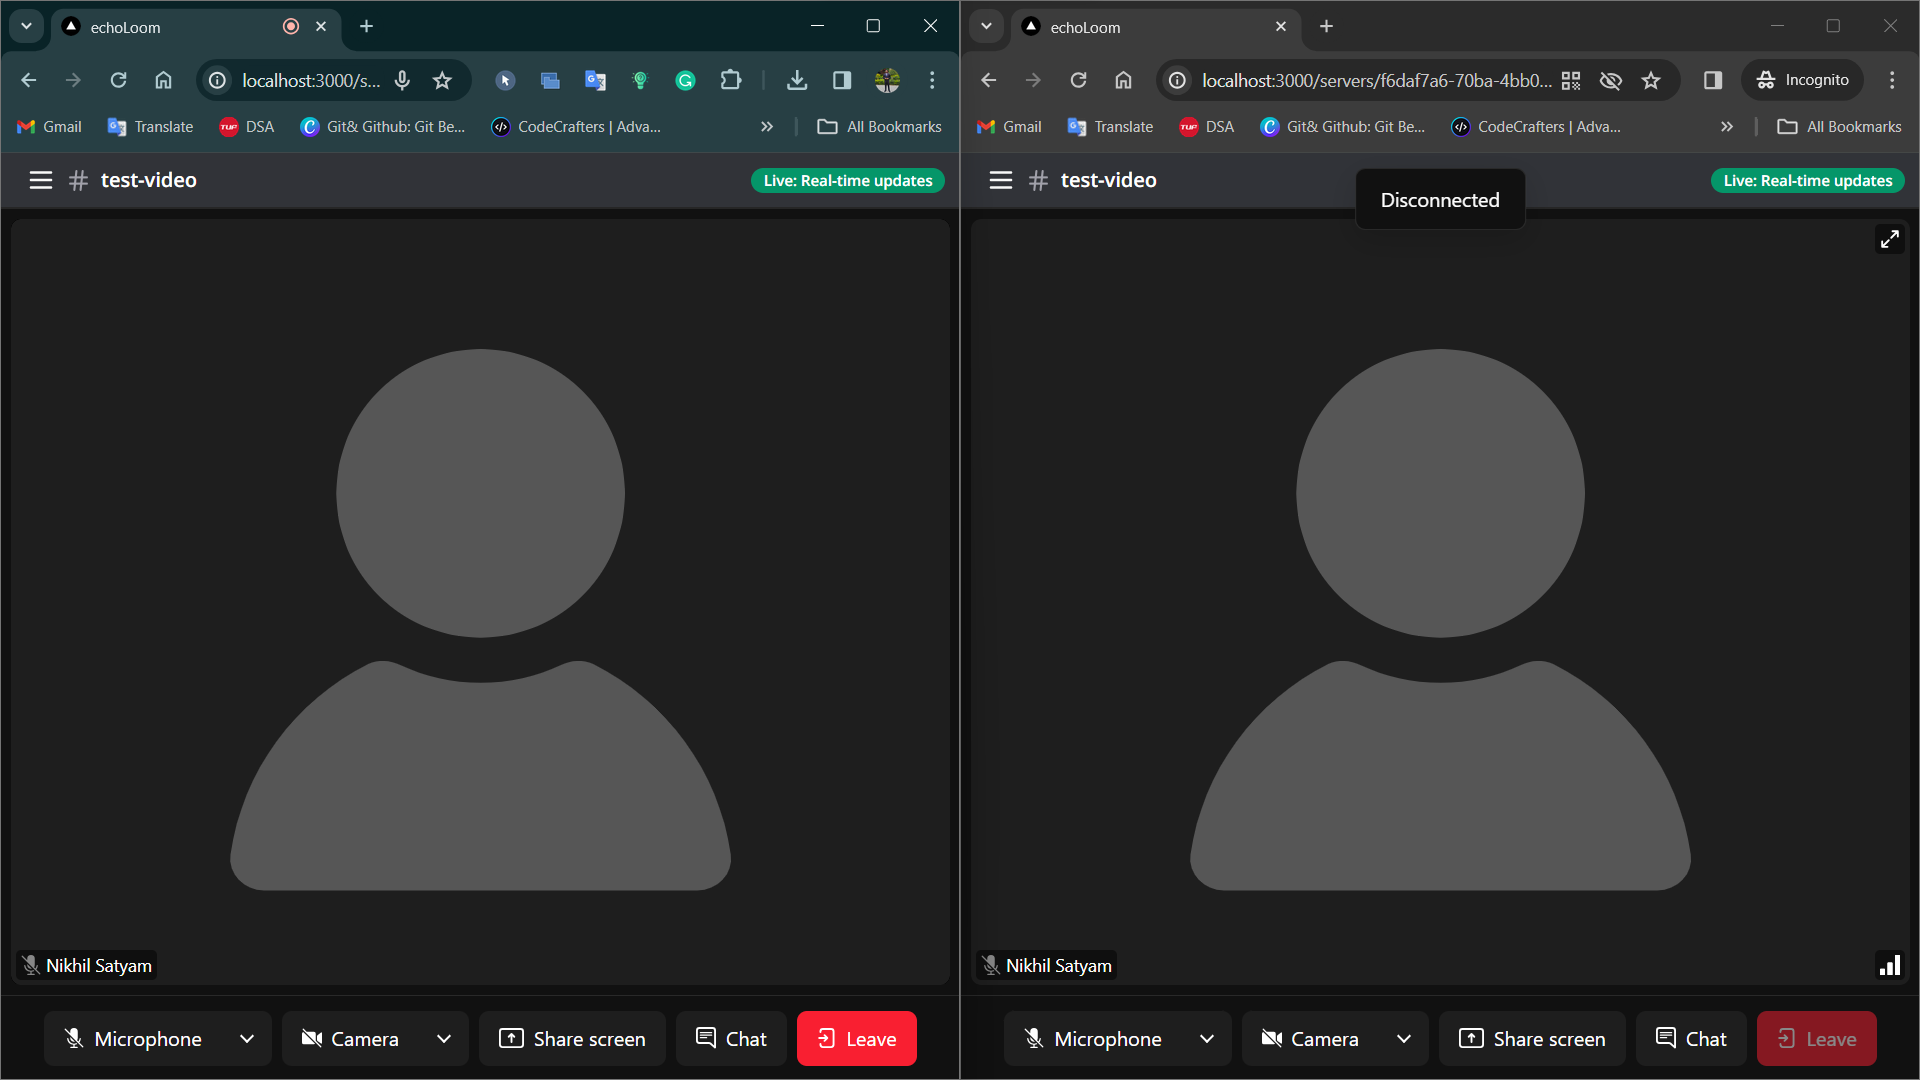 echoLoom
localhost:3000/s...
Gmail
Translate
DSA
Git& Github: Git Be...
CodeCrafters | Adva...
All Bookmarks
# test-video
Live: Real-time updates
Nikhil Satyam
Microphone
Camera
Share screen
Chat
Leave
echoLoom
localhost:3000/servers/f6daf7a6-70ba-4bb0...
Incognito
Gmail
Translate
DSA
Git& Github: Git Be...
CodeCrafters | Adva...
All Bookmarks
# test-video
Disconnected
Live: Real-time updates
Nikhil Satyam
Microphone
Camera
Share screen
Chat
Leave